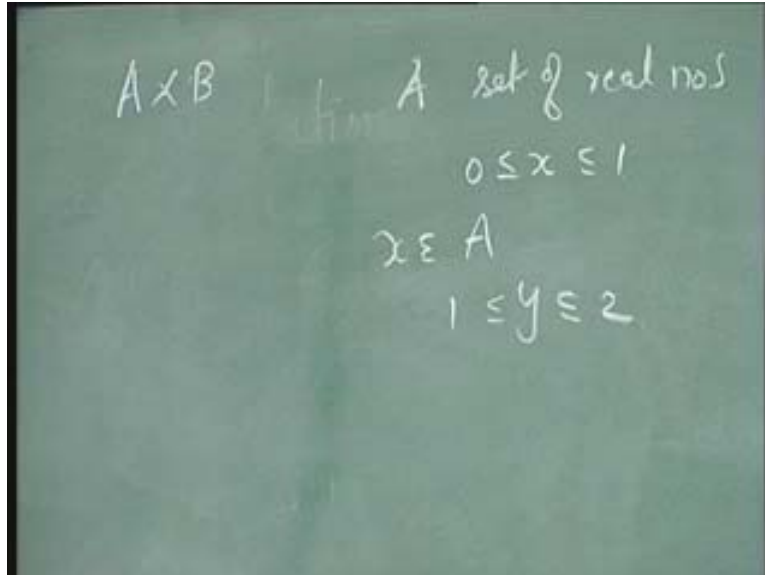 A X B A set of real nos
0 ≤ x ≤ 1
x ε A
1 ≤ y ≤ 2